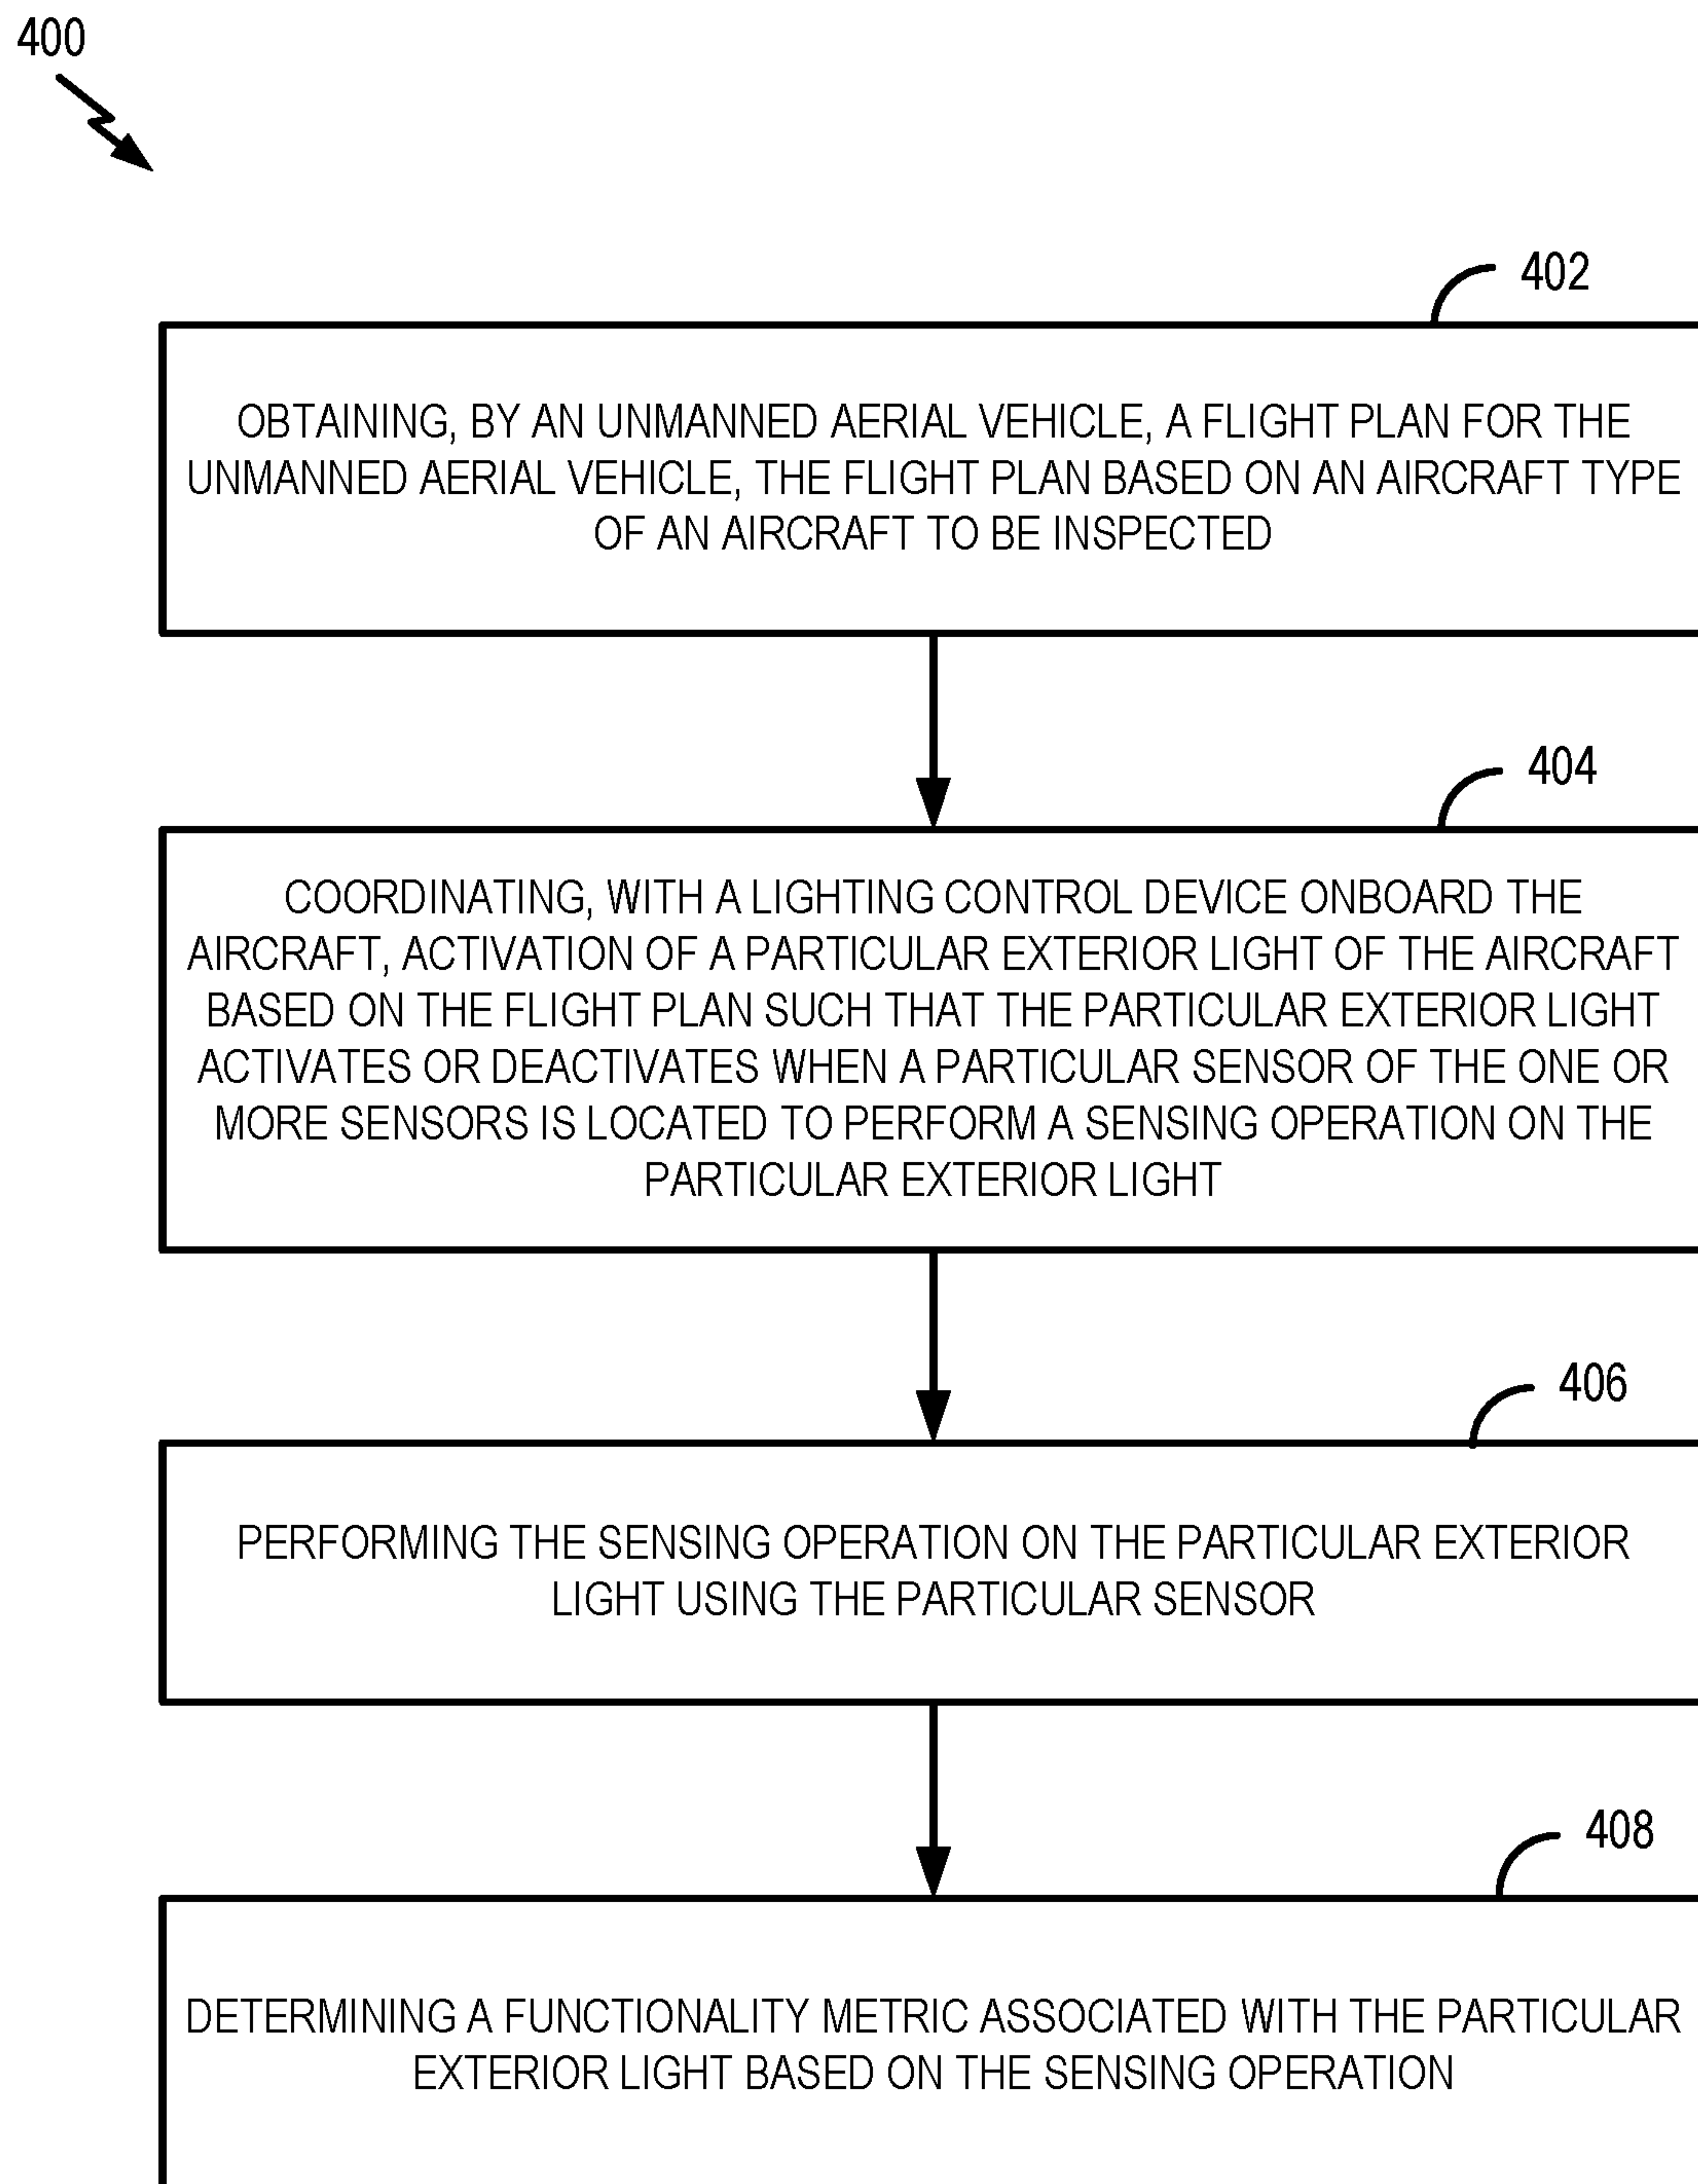 400
402
OBTAINING, BY AN UNMANNED AERIAL VEHICLE, A FLIGHT PLAN FOR THE
UNMANNED AERIAL VEHICLE, THE FLIGHT PLAN BASED ON AN AIRCRAFT TYPE
OF AN AIRCRAFT TO BE INSPECTED
404
COORDINATING, WITH A LIGHTING CONTROL DEVICE ONBOARD THE
AIRCRAFT, ACTIVATION OF A PARTICULAR EXTERIOR LIGHT OF THE AIRCRAFT
BASED ON THE FLIGHT PLAN SUCH THAT THE PARTICULAR EXTERIOR LIGHT
ACTIVATES OR DEACTIVATES WHEN A PARTICULAR SENSOR OF THE ONE OR
MORE SENSORS IS LOCATED TO PERFORM A SENSING OPERATION ON THE
PARTICULAR EXTERIOR LIGHT
406
PERFORMING THE SENSING OPERATION ON THE PARTICULAR EXTERIOR
LIGHT USING THE PARTICULAR SENSOR
408
DETERMINING A FUNCTIONALITY METRIC ASSOCIATED WITH THE PARTICULAR
EXTERIOR LIGHT BASED ON THE SENSING OPERATION